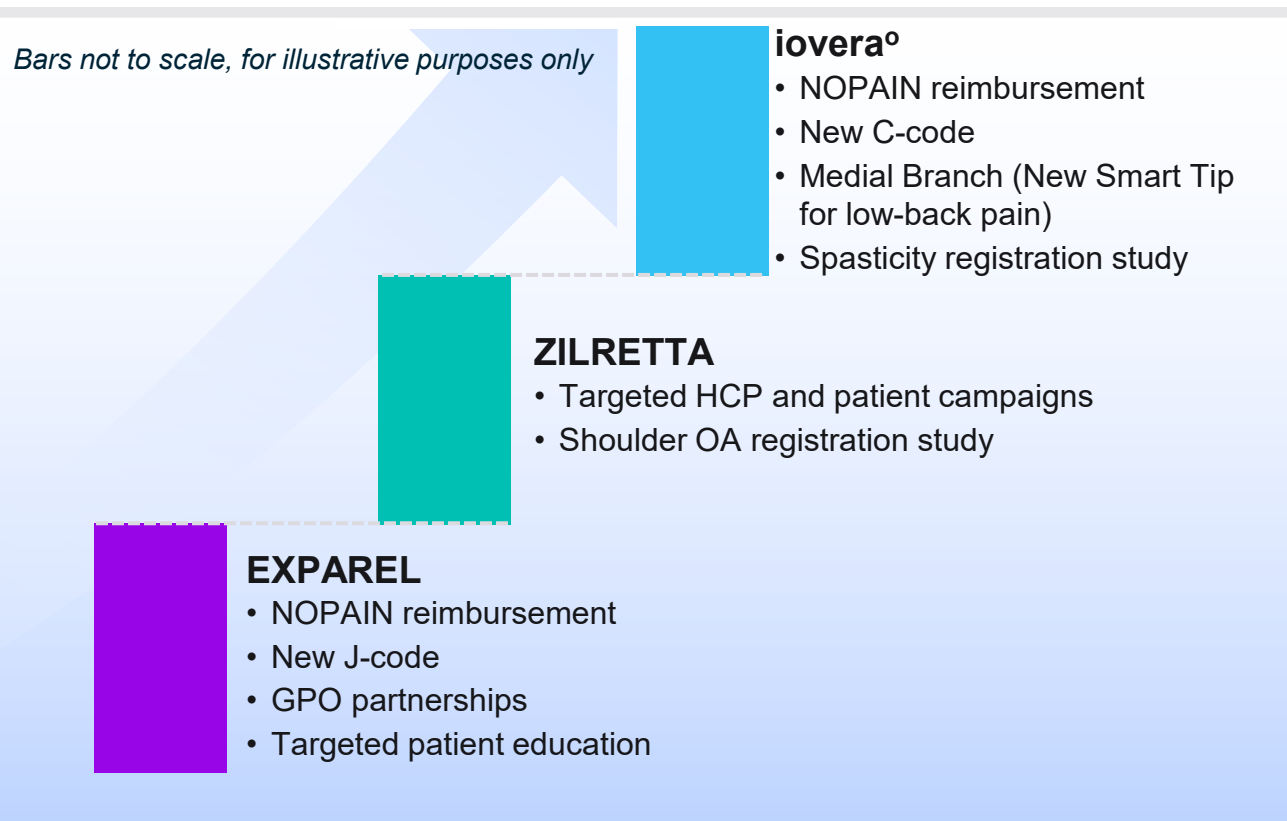 Bars not to scale, for illustrative purposes only
ioveraº
• NOPAIN reimbursement
• New C-code
• Medial Branch (New Smart Tip
for low-back pain)
• Spasticity registration study
ZILRETTA
• Targeted HCP and patient campaigns
• Shoulder OA registration study
EXPAREL
• NOPAIN reimbursement
• New J-code
• GPO partnerships
• Targeted patient education